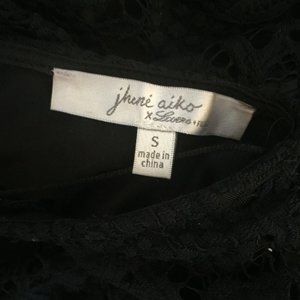 jhené aiko
x Lovers +
S
made in
china